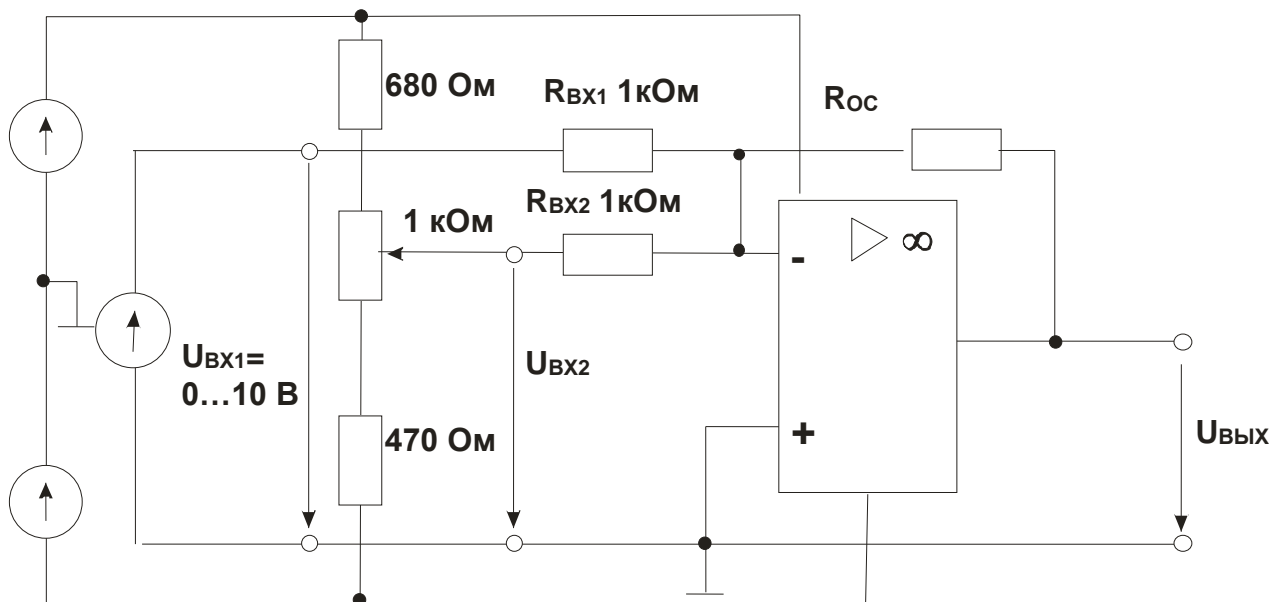 680 Ом
RВХ1 1кОм
RОС
RВХ2 1кОм
1 кОм
∞
-
UВХ1=
0...10 В
UВХ2
470 Ом
+
UВЫХ